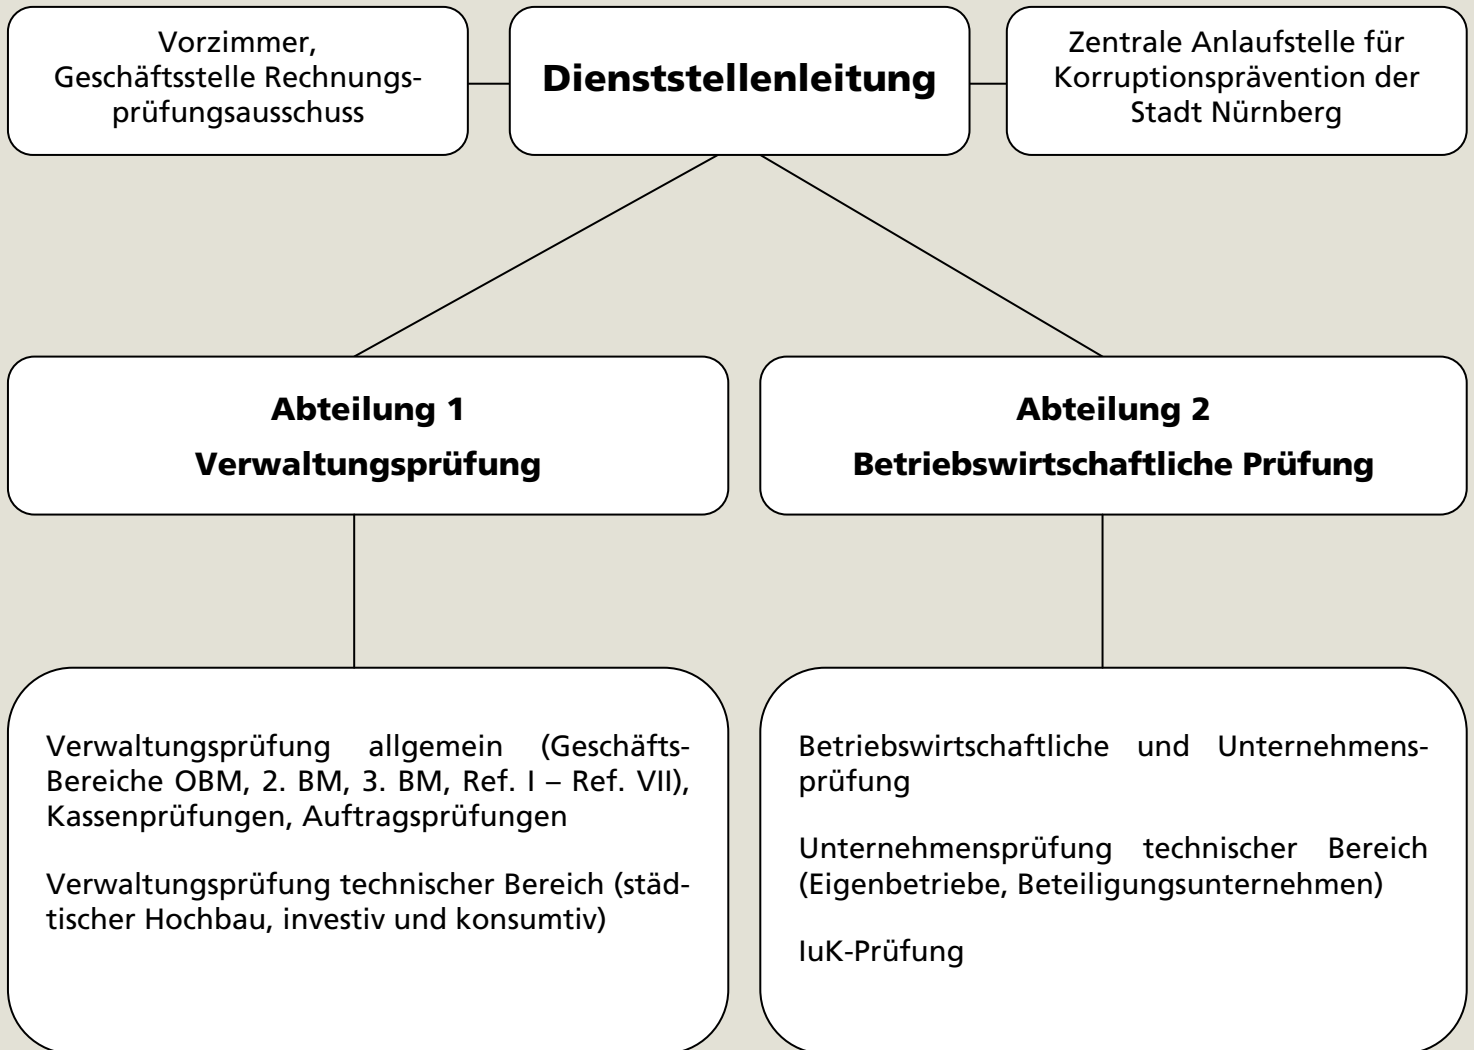 Vorzimmer,
Geschäftsstelle Rechnungs-
prüfungsausschuss
Dienststellenleitung
Zentrale Anlaufstelle für
Korruptionsprävention der
Stadt Nürnberg
Abteilung 1
Verwaltungsprüfung
Abteilung 2
Betriebswirtschaftliche Prüfung
Verwaltungsprüfung allgemein (Geschäfts-
Bereiche OBM, 2. BM, 3. BM, Ref. I – Ref. VII),
Kassenprüfungen, Auftragsprüfungen
Verwaltungsprüfung technischer Bereich (städ-
tischer Hochbau, investiv und konsumtiv)
Betriebswirtschaftliche und Unternehmens-
prüfung
Unternehmensprüfung technischer Bereich
(Eigenbetriebe, Beteiligungsunternehmen)
IuK-Prüfung